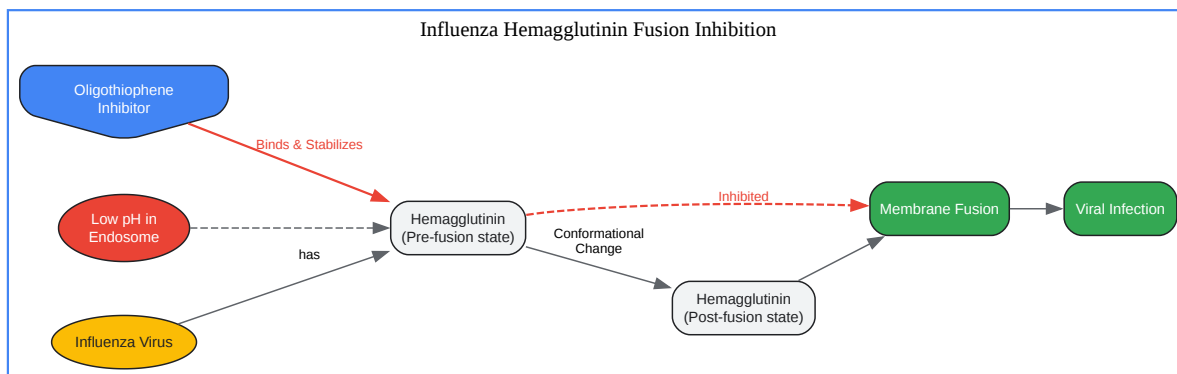 Influenza Hemagglutinin Fusion Inhibition
Oligothiophene
Inhibitor
Binds & Stabilizes
Low pH in
Endosome
has
Influenza Virus
Hemagglutinin
(Pre-fusion state)
Inhibited
Conformational
Change
Hemagglutinin
(Post-fusion state)
Membrane Fusion
Viral Infection